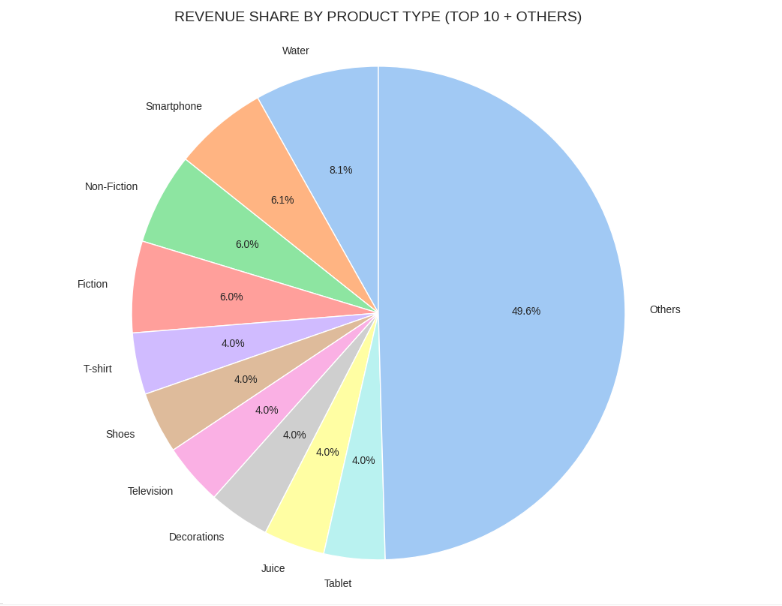 REVENUE SHARE BY PRODUCT TYPE (TOP 10 + OTHERS)
Water
8.1%
Smartphone
6.1%
Non-Fiction
6.0%
Fiction
6.0%
T-shirt
4.0%
Shoes
4.0%
Television
4.0%
Decorations
4.0%
Juice
4.0%
Tablet
4.0%
Others
49.6%